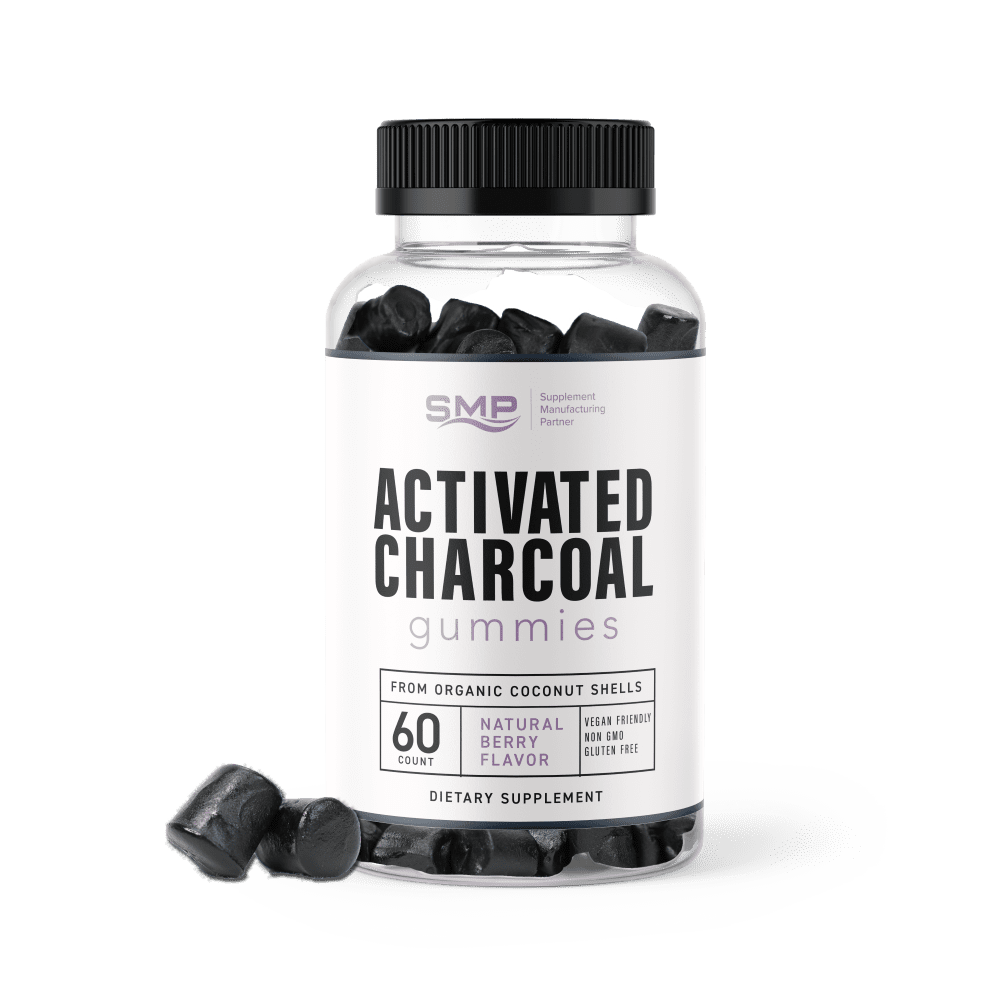 SMP
Supplement
Manufacturing
Partner
ACTIVATED
CHARCOAL
gummies
FROM ORGANIC COCONUT SHELLS
60
COUNT
NATURAL
BERRY
FLAVOR
VEGAN FRIENDLY
NON GMO
GLUTEN FREE
DIETARY SUPPLEMENT